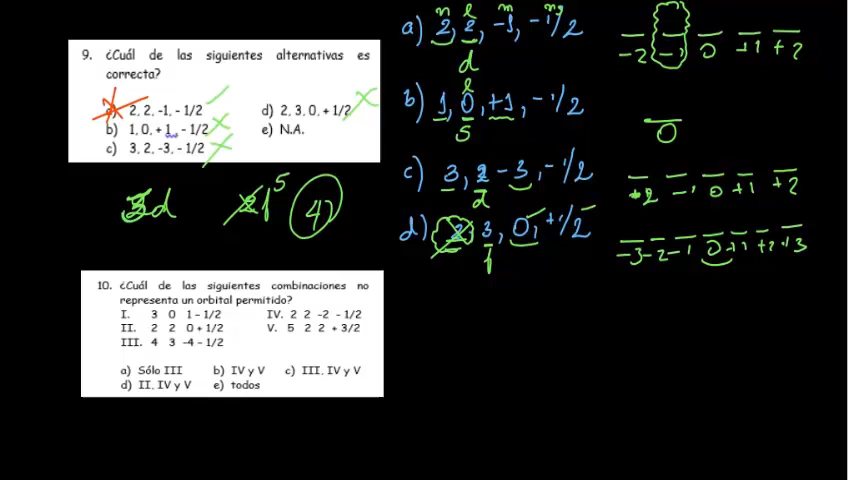 9. ¿Cuál de las siguientes alternativas es
correcta?
a) 2, 2, -1, - 1/2
b) 1, 0, + 1, - 1/2
c) 3, 2, -3, - 1/2
d) 2, 3, 0, + 1/2
e) N.A.
n l m
a) 2, 2, -1, -1/2
d
-2 -1 0 +1 +2
l
b) 1, 0, +1, -1/2
s
0
c) 3, 2 -3, -1/2
d
+2 -1 0 +1 +2
d) 2, 3, 0, +1/2
f
-3 -2 -1 0 +1 +2 +3
d
5
4
10. ¿Cuál de las siguientes combinaciones no
representa un orbital permitido?
I. 3 0 1 - 1/2
II. 2 2 0 + 1/2
III. 4 3 -4 - 1/2
IV. 2 2 -2 - 1/2
V. 5 2 2 + 3/2
a) Sólo III b) IV y V c) III, IV y V
d) II, IV y V e) todos